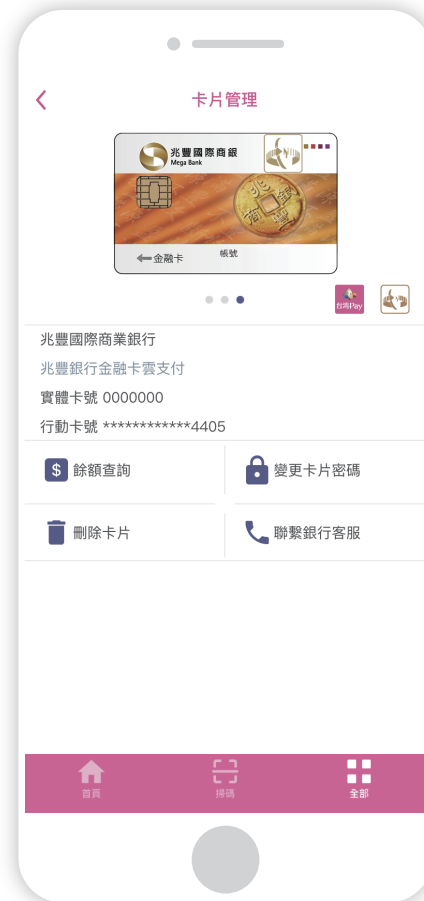 卡片管理
兆豐國際商銀
Mega Bank
金融卡
帳號
台灣Pay
兆豐國際商業銀行
兆豐銀行金融卡雲支付
實體卡號 0000000
行動卡號 ************4405
餘額查詢
變更卡片密碼
刪除卡片
聯繫銀行客服
首頁
掃碼
全部